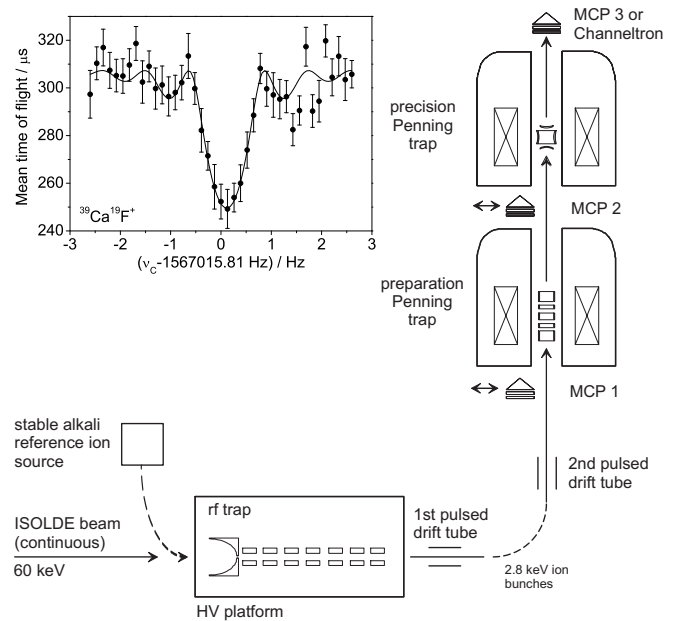 320
300
280
260
240
Mean time of flight / μs
³⁹Ca¹⁹F⁺
-3 -2 -1 0 1 2 3
(νC-1567015.81 Hz) / Hz
MCP 3 or
Channeltron
precision
Penning
trap
MCP 2
preparation
Penning
trap
MCP 1
stable alkali
reference ion
source
2nd pulsed
drift tube
rf trap
1st pulsed
drift tube
ISOLDE beam
(continuous)
60 keV
2.8 keV ion
bunches
HV platform